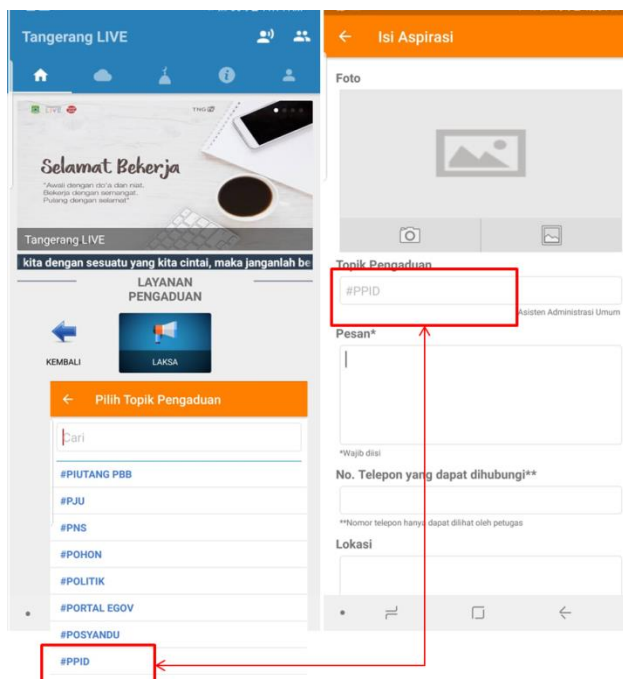 Tangerang LIVE
LIVE
TNG
Selamat Bekerja
"Awali dengan do'a dan niat,
Bekerja dengan semangat,
Pulang dengan selamat"
Tangerang LIVE
kita dengan sesuatu yang kita cintai, maka janganlah be
LAYANAN
PENGADUAN
KEMBALI
LAKSA
Pilih Topik Pengaduan
Cari
#PIUTANG PBB
#PJU
#PNS
#POHON
#POLITIK
#PORTAL EGOV
#POSYANDU
#PPID
Isi Aspirasi
Foto
Topik Pengaduan
#PPID
Asisten Administrasi Umum
Pesan*
*Wajib diisi
No. Telepon yang dapat dihubungi**
**Nomor telepon hanya dapat dilihat oleh petugas
Lokasi